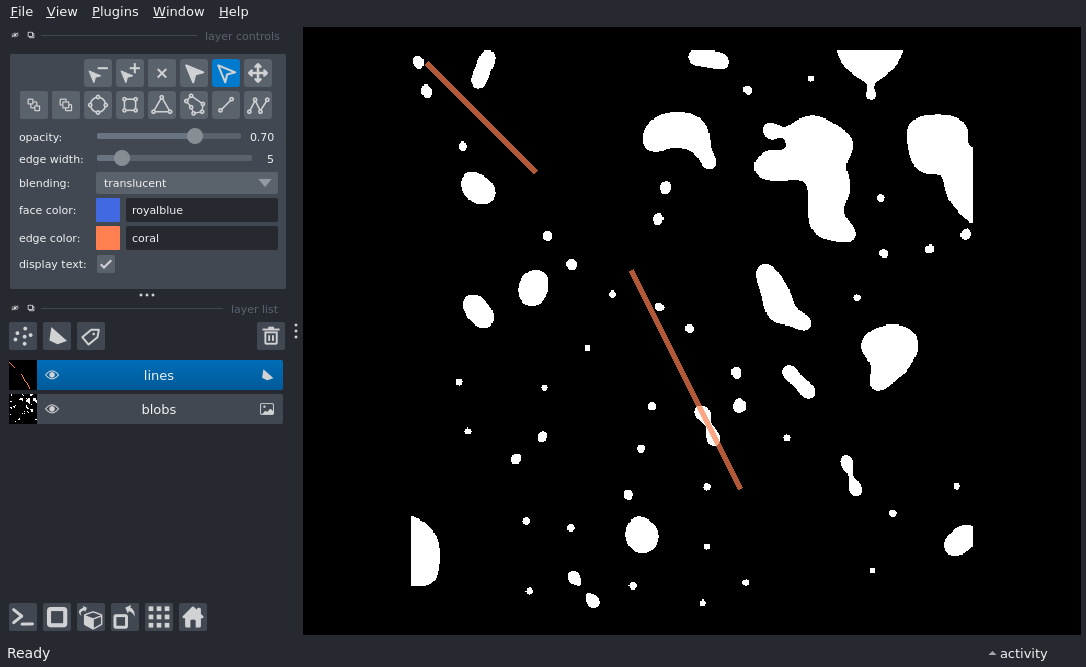 File View Plugins Window Help
layer controls
opacity: 0.70
edge width: 5
blending: translucent
face color: royalblue
edge color: coral
display text:
layer list
lines
blobs
Ready
activity